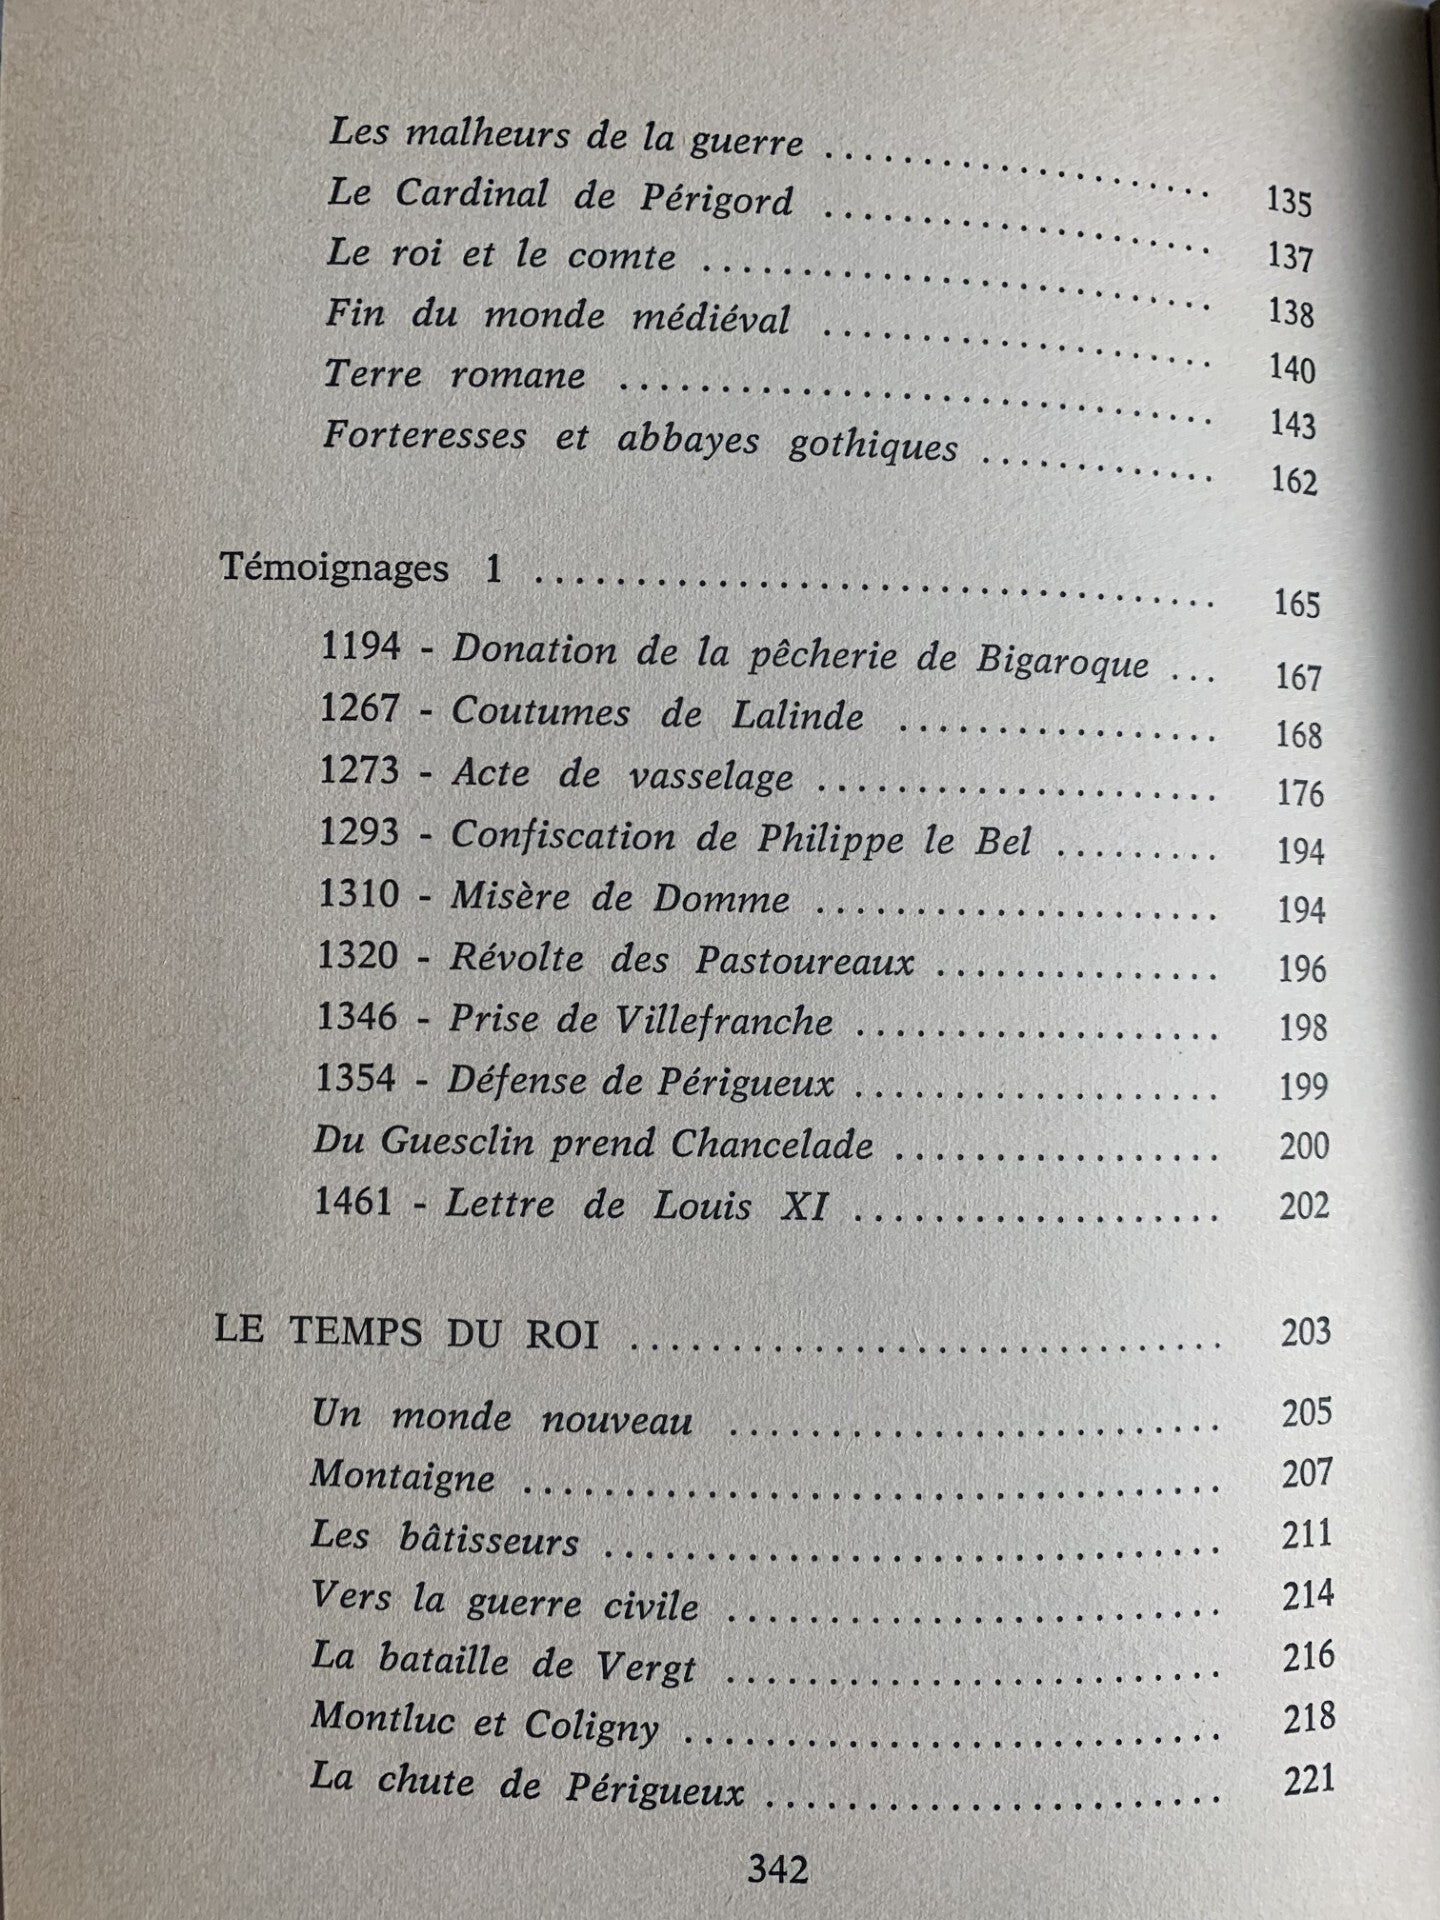 Les malheurs de la guerre .................... 135
Le Cardinal de Périgord .................... 137
Le roi et le comte .......................... 138
Fin du monde médiéval .................... 140
Terre romane .............................. 143
Forteresses et abbayes gothiques ............ 162
Témoignages 1 .................................. 165
1194 - Donation de la pêcherie de Bigaroque ... 167
1267 - Coutumes de Lalinde ................ 168
1273 - Acte de vasselage .................... 176
1293 - Confiscation de Philippe le Bel ......... 194
1310 - Misère de Domme .................... 194
1320 - Révolte des Pastoureaux .............. 196
1346 - Prise de Villefranche .................. 198
1354 - Défense de Périgueux .................. 199
Du Guesclin prend Chancelade ................ 200
1461 - Lettre de Louis XI .................. 202
LE TEMPS DU ROI .............................. 203
Un monde nouveau ........................ 205
Montaigne .................................. 207
Les bâtisseurs .............................. 211
Vers la guerre civile ........................ 214
La bataille de Vergt ........................ 216
Montluc et Coligny .......................... 218
La chute de Périgueux ...................... 221
342